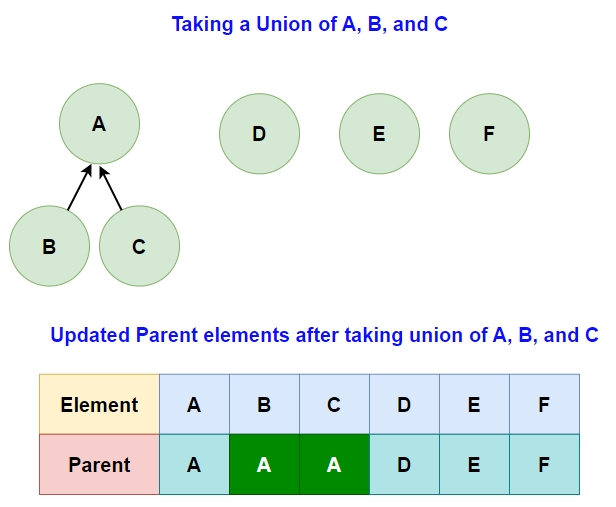 Taking a Union of A, B, and C
A D E F
B C
Updated Parent elements after taking union of A, B, and C
Element A B C D E F
Parent A A A D E F